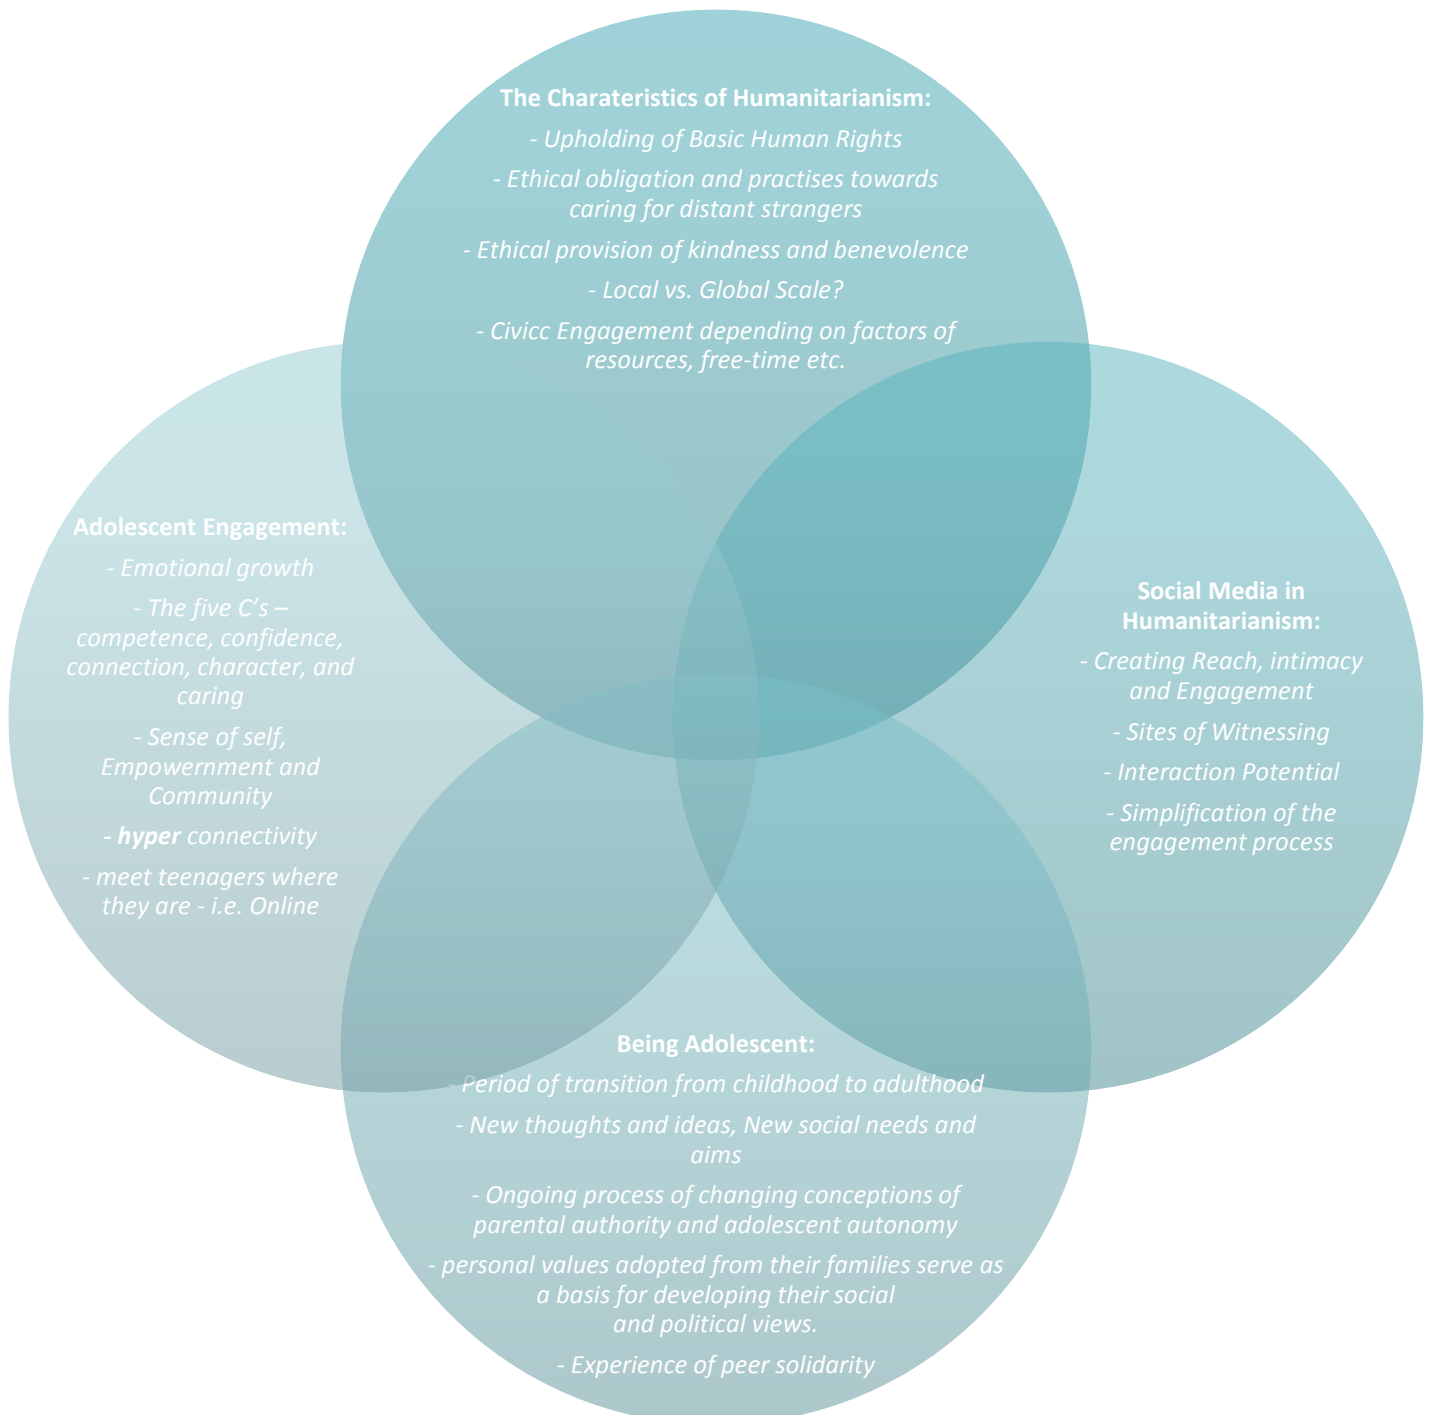 The Charateristics of Humanitarianism:
- Upholding of Basic Human Rights
- Ethical obligation and practises towards
caring for distant strangers
- Ethical provision of kindness and benevolence
- Local vs. Global Scale?
- Civicc Engagement depending on factors of
resources, free-time etc.
Adolescent Engagement:
- Emotional growth
- The five C’s –
competence, confidence,
connection, character, and
caring
- Sense of self,
Empowernment and
Community
- hyper connectivity
- meet teenagers where
they are - i.e. Online
Social Media in
Humanitarianism:
- Creating Reach, intimacy
and Engagement
- Sites of Witnessing
- Interaction Potential
- Simplification of the
engagement process
Being Adolescent:
- Period of transition from childhood to adulthood
- New thoughts and ideas, New social needs and
aims
- Ongoing process of changing conceptions of
parental authority and adolescent autonomy
- personal values adopted from their families serve as
a basis for developing their social
and political views.
- Experience of peer solidarity